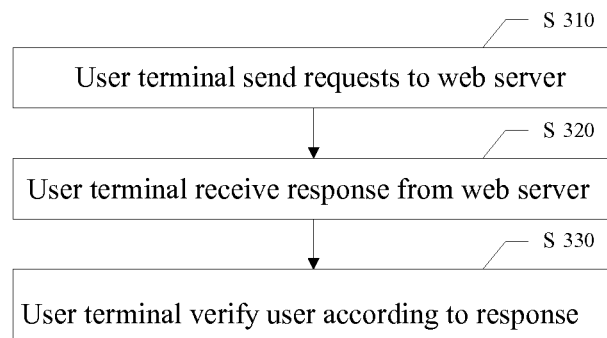 S 310
User terminal send requests to web server
S 320
User terminal receive response from web server
S 330
User terminal verify user according to response